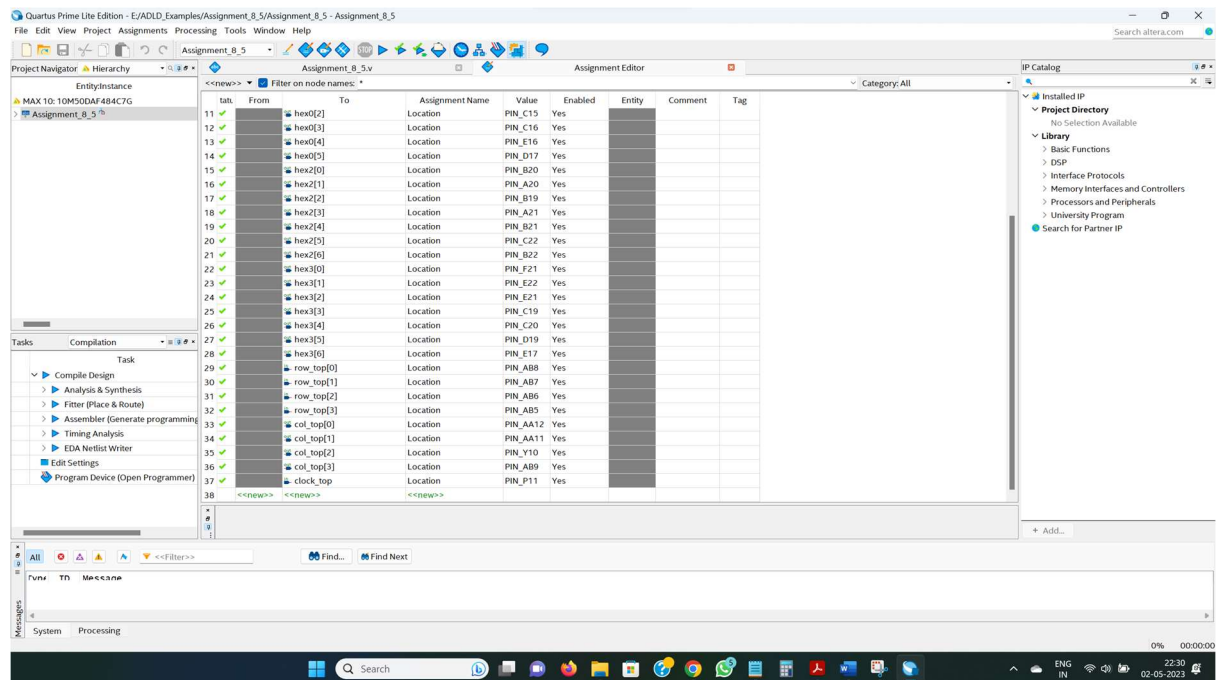 Quartus Prime Lite Edition - E:/ADLD_Examples/Assignment_8_5/Assignment_8_5 - Assignment_8_5
File Edit View Project Assignments Processing Tools Window Help
Search altera.com
Assignment_8_5
Project Navigator Hierarchy
Assignment_8_5.v
Assignment Editor
IP Catalog
Entity:Instance
MAX 10: 10M50DAF484C7G
Assignment_8_5
<<new>> Filter on node names: * Category: All
tatu From To Assignment Name Value Enabled Entity Comment Tag
11 hex0[2] Location PIN_C15 Yes
12 hex0[3] Location PIN_C16 Yes
13 hex0[4] Location PIN_E16 Yes
14 hex0[5] Location PIN_D17 Yes
15 hex2[0] Location PIN_B20 Yes
16 hex2[1] Location PIN_A20 Yes
17 hex2[2] Location PIN_B19 Yes
18 hex2[3] Location PIN_A21 Yes
19 hex2[4] Location PIN_B21 Yes
20 hex2[5] Location PIN_C22 Yes
21 hex2[6] Location PIN_B22 Yes
22 hex3[0] Location PIN_F21 Yes
23 hex3[1] Location PIN_E22 Yes
24 hex3[2] Location PIN_E21 Yes
25 hex3[3] Location PIN_C19 Yes
26 hex3[4] Location PIN_C20 Yes
27 hex3[5] Location PIN_D19 Yes
28 hex3[6] Location PIN_E17 Yes
29 row_top[0] Location PIN_AB8 Yes
30 row_top[1] Location PIN_AB7 Yes
31 row_top[2] Location PIN_AB6 Yes
32 row_top[3] Location PIN_AB5 Yes
33 col_top[0] Location PIN_AA12 Yes
34 col_top[1] Location PIN_AA11 Yes
35 col_top[2] Location PIN_Y10 Yes
36 col_top[3] Location PIN_AB9 Yes
37 clock_top Location PIN_P11 Yes
38 <<new>> <<new>> <<new>>
Installed IP
Project Directory
No Selection Available
Library
Basic Functions
DSP
Interface Protocols
Memory Interfaces and Controllers
Processors and Peripherals
University Program
Search for Partner IP
+ Add...
Tasks Compilation
Task
Compile Design
Analysis & Synthesis
Fitter (Place & Route)
Assembler (Generate programming
Timing Analysis
EDA Netlist Writer
Edit Settings
Program Device (Open Programmer)
All <<Filter>> Find... Find Next
Type ID Message
Messages
System Processing
0% 00:00:00
Search
ENG
IN
22:30
02-05-2023